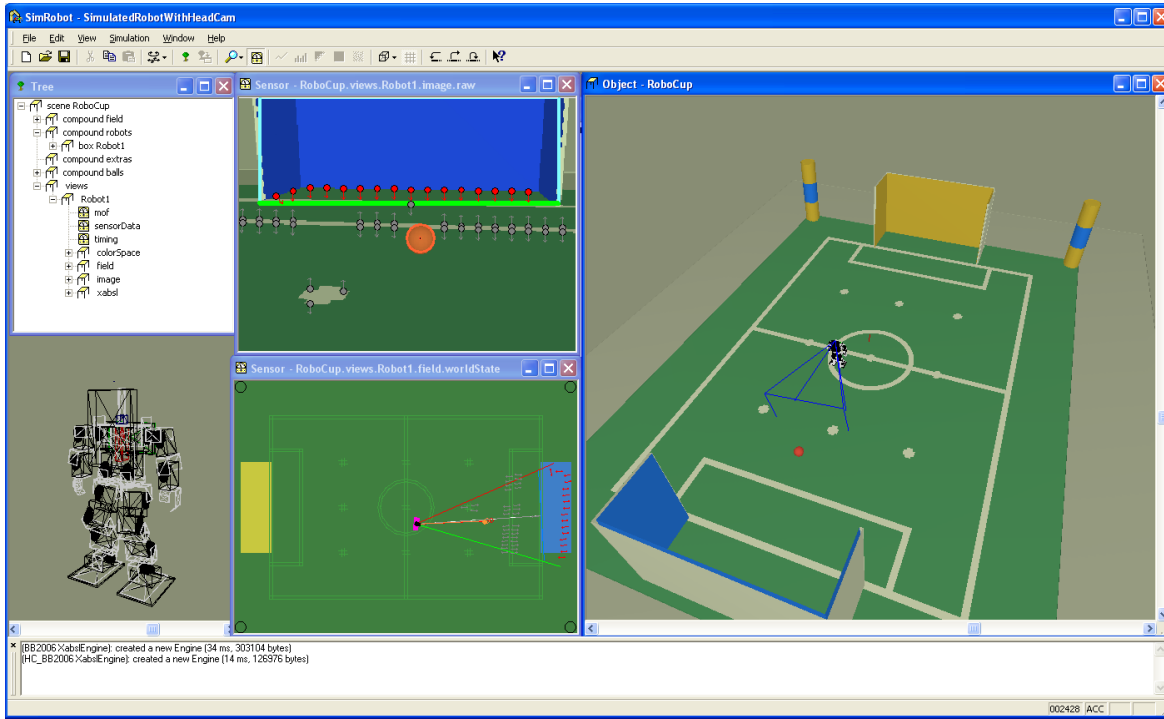 SimRobot - SimulatedRobotWithHeadCam
File Edit View Simulation Window Help
Tree
scene RoboCup
compound field
compound robots
box Robot1
compound extras
compound balls
views
Robot1
mof
sensorData
timing
colorSpace
field
image
xabsl
Sensor - RoboCup.views.Robot1.image.raw
Sensor - RoboCup.views.Robot1.field.worldState
Object - RoboCup
(BB2006 XabslEngine): created a new Engine (34 ms, 303104 bytes)
(HC_BB2006 XabslEngine): created a new Engine (14 ms, 126976 bytes)
002428 ACC